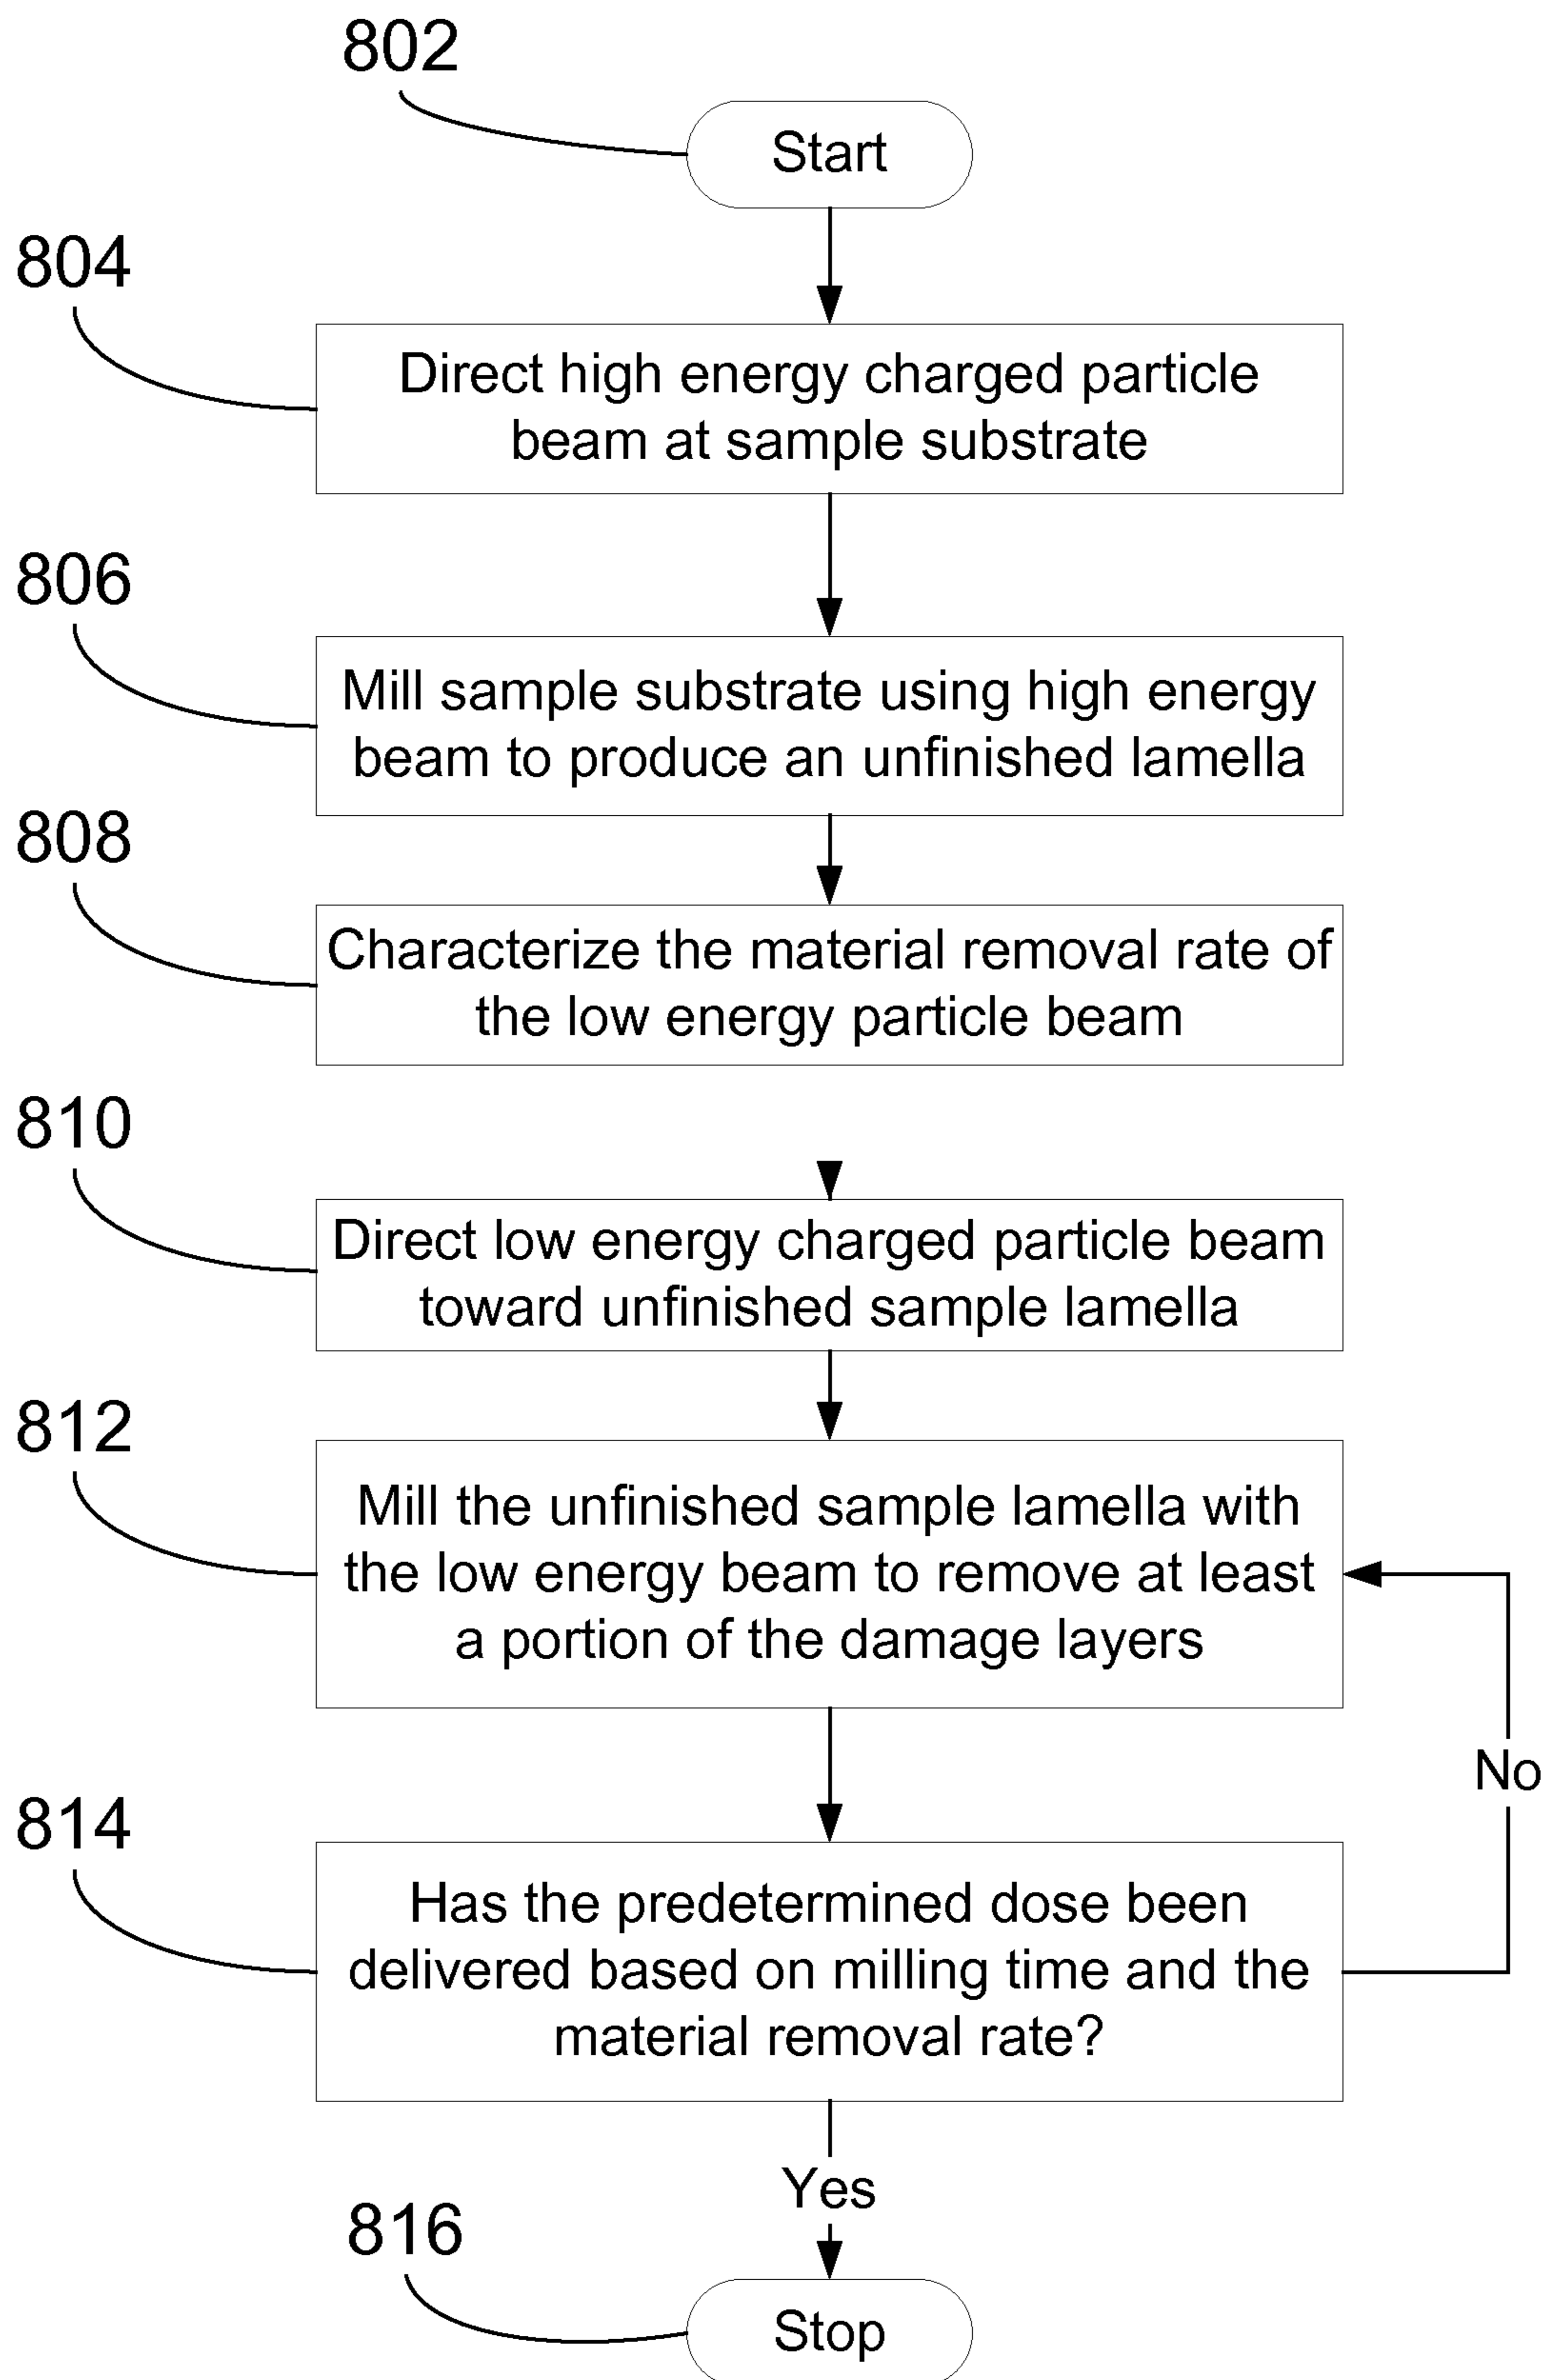 802
Start
804
Direct high energy charged particle
beam at sample substrate
806
Mill sample substrate using high energy
beam to produce an unfinished lamella
808
Characterize the material removal rate of
the low energy particle beam
810
Direct low energy charged particle beam
toward unfinished sample lamella
812
Mill the unfinished sample lamella with
the low energy beam to remove at least
a portion of the damage layers
No
814
Has the predetermined dose been
delivered based on milling time and the
material removal rate?
Yes
816
Stop